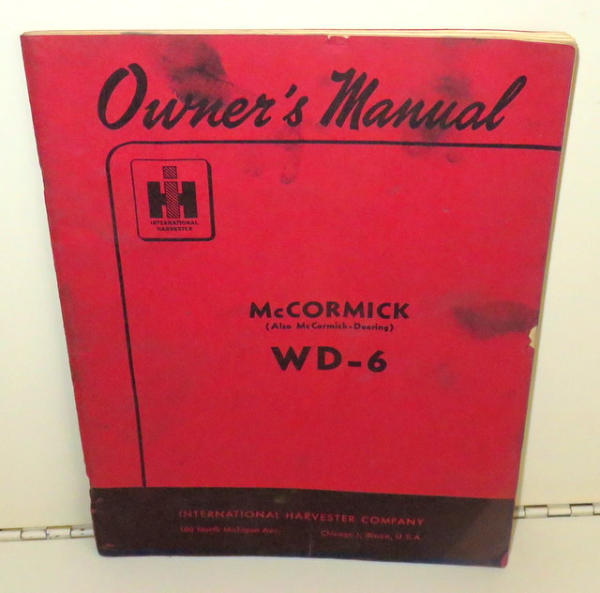 Owner's Manual
IH
INTERNATIONAL
HARVESTER
McCORMICK
(Also McCormick-Deering)
WD-6
INTERNATIONAL HARVESTER COMPANY
180 North Michigan Ave. Chicago 1, Illinois, U.S.A.